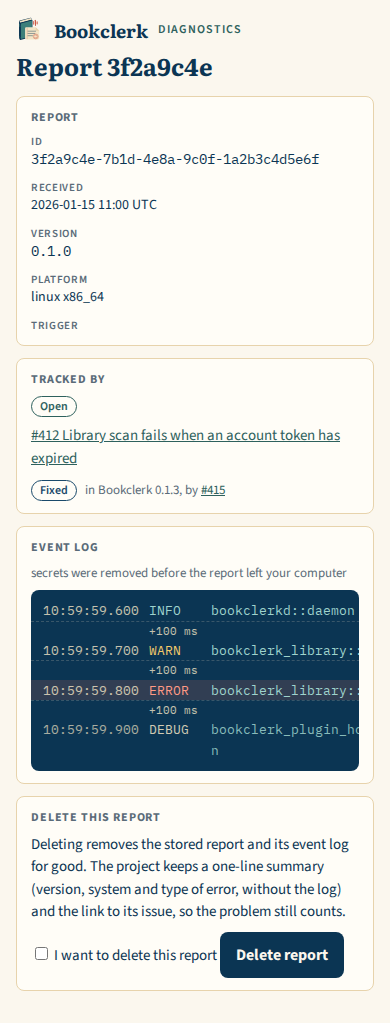 Bookclerk DIAGNOSTICS
Report 3f2a9c4e
REPORT
ID
3f2a9c4e-7b1d-4e8a-9c0f-1a2b3c4d5e6f
RECEIVED
2026-01-15 11:00 UTC
VERSION
0.1.0
PLATFORM
linux x86_64
TRIGGER
TRACKED BY
Open
#412 Library scan fails when an account token has
expired
Fixed in Bookclerk 0.1.3, by #415
EVENT LOG
secrets were removed before the report left your computer
10:59:59.600 INFO bookclerkd::daemon
+100 ms
10:59:59.700 WARN bookclerk_library::
+100 ms
10:59:59.800 ERROR bookclerk_library::
+100 ms
10:59:59.900 DEBUG bookclerk_plugin_ho
n
DELETE THIS REPORT
Deleting removes the stored report and its event log
for good. The project keeps a one-line summary
(version, system and type of error, without the log)
and the link to its issue, so the problem still counts.
I want to delete this report Delete report